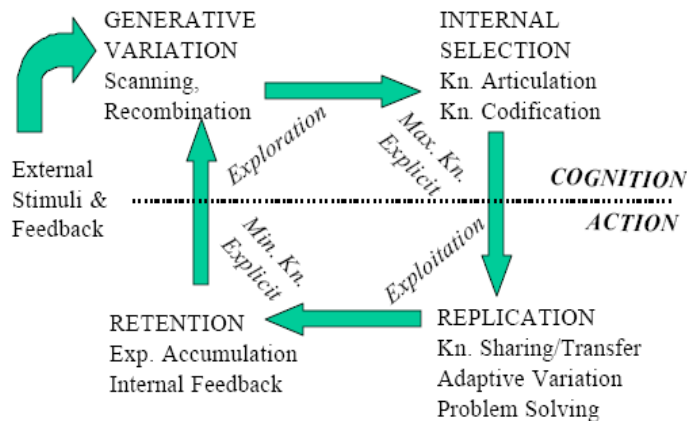 GENERATIVE
VARIATION
Scanning,
Recombination
INTERNAL
SELECTION
Kn. Articulation
Kn. Codification
External
Stimuli &
Feedback
Exploration
Max. Kn.
Explicit
COGNITION
ACTION
Min. Kn.
Explicit
Exploitation
RETENTION
Exp. Accumulation
Internal Feedback
REPLICATION
Kn. Sharing/Transfer
Adaptive Variation
Problem Solving